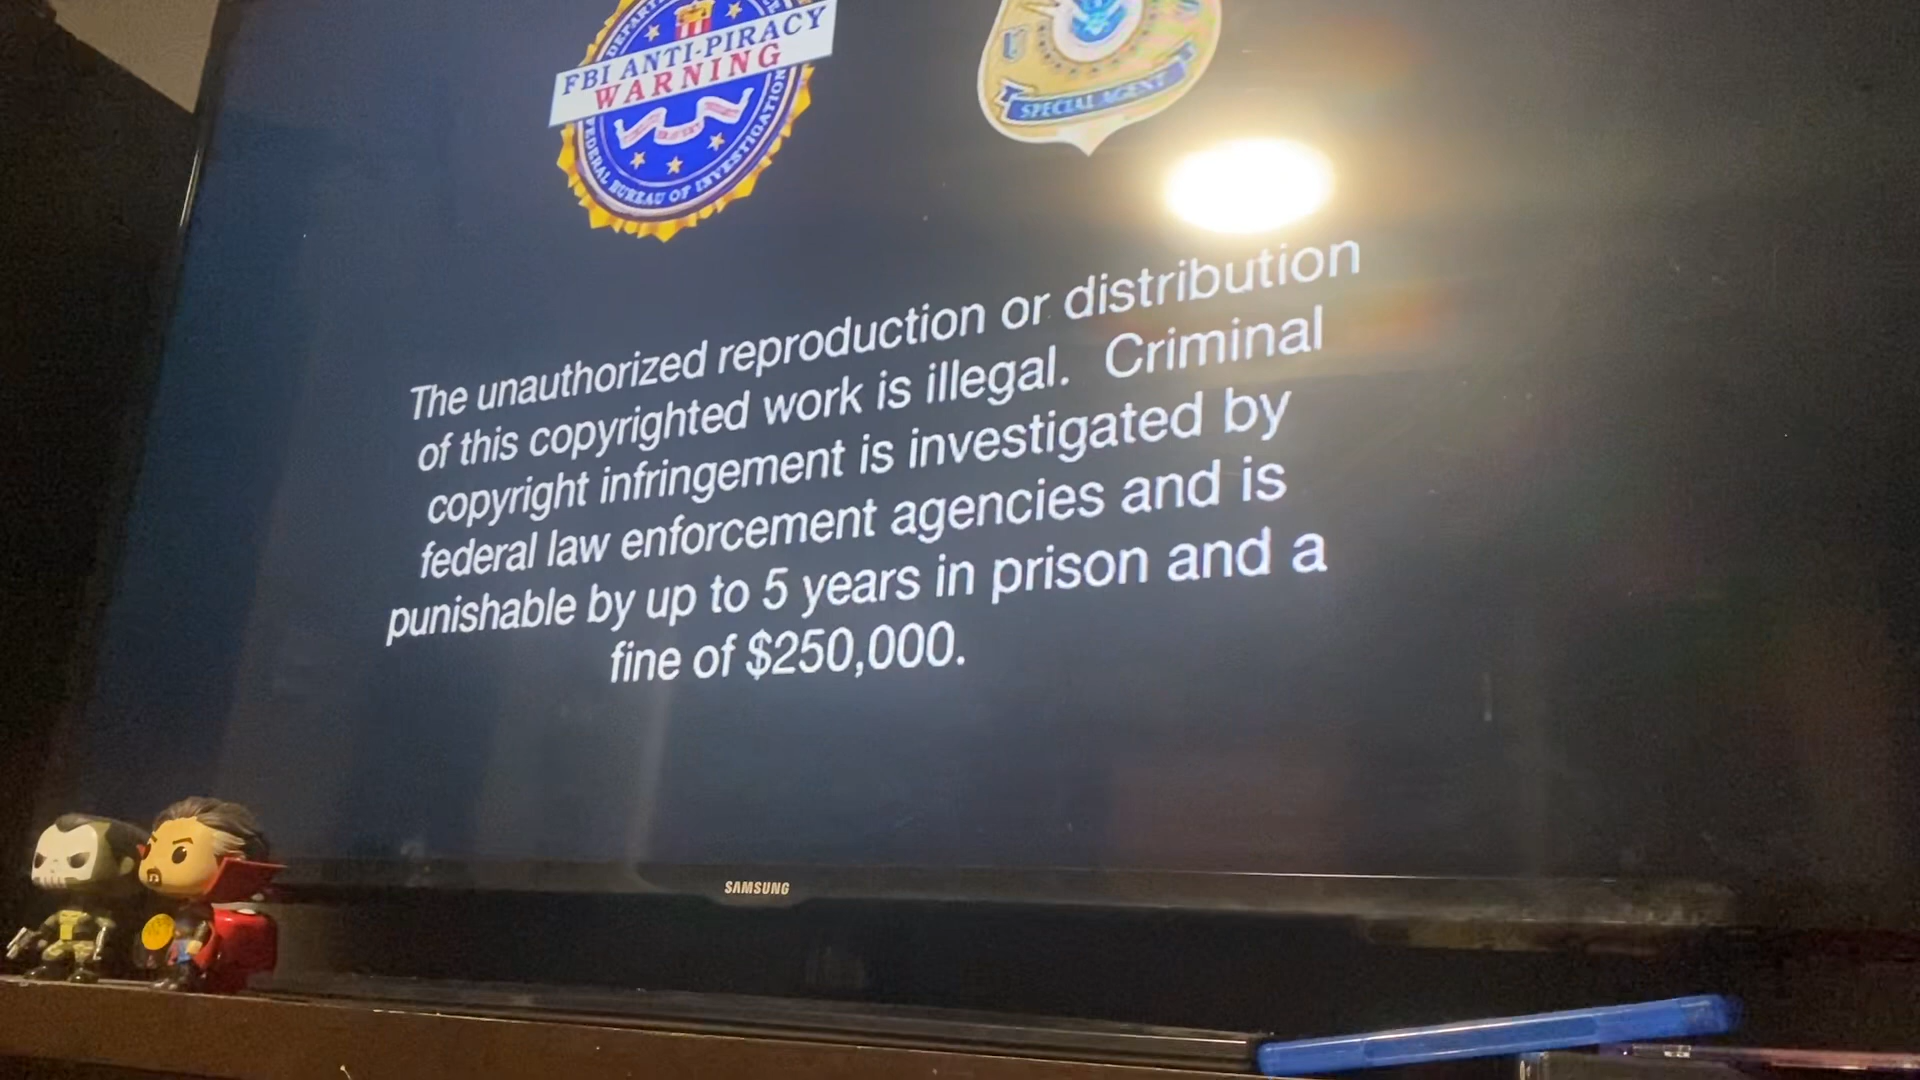 DEPART
FBI ANTI-PIRACY
WARNING
FEDERAL BUREAU OF INVESTIGATION
SPECIAL AGENT
The unauthorized reproduction or distribution
of this copyrighted work is illegal. Criminal
copyright infringement is investigated by
federal law enforcement agencies and is
punishable by up to 5 years in prison and a
fine of $250,000.
SAMSUNG